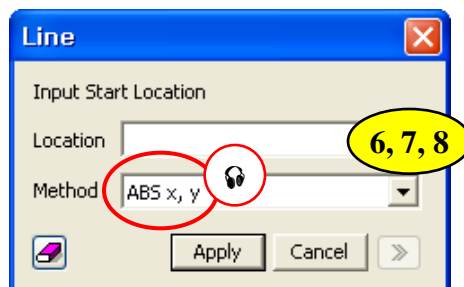 Line
Input Start Location
Location 6, 7, 8
Method ABS x, y
Apply Cancel